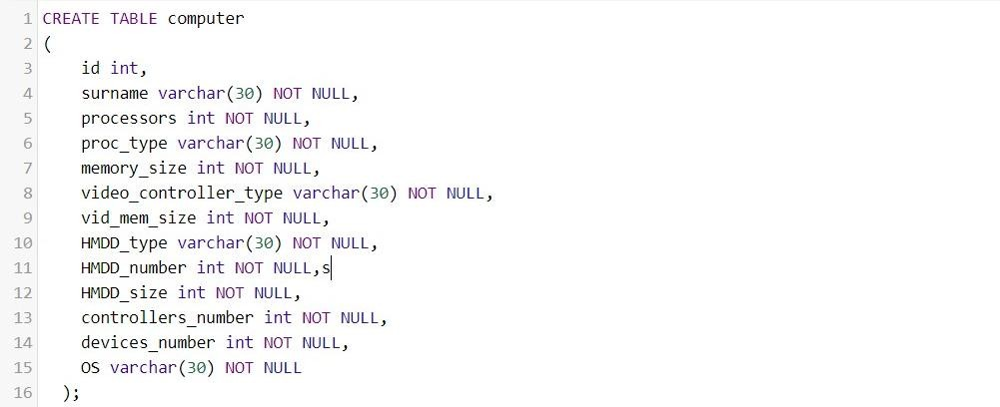 1 CREATE TABLE computer
2 (
3 id int,
4 surname varchar(30) NOT NULL,
5 processors int NOT NULL,
6 proc_type varchar(30) NOT NULL,
7 memory_size int NOT NULL,
8 video_controller_type varchar(30) NOT NULL,
9 vid_mem_size int NOT NULL,
10 HMDD_type varchar(30) NOT NULL,
11 HMDD_number int NOT NULL,s
12 HMDD_size int NOT NULL,
13 controllers_number int NOT NULL,
14 devices_number int NOT NULL,
15 OS varchar(30) NOT NULL
16 );